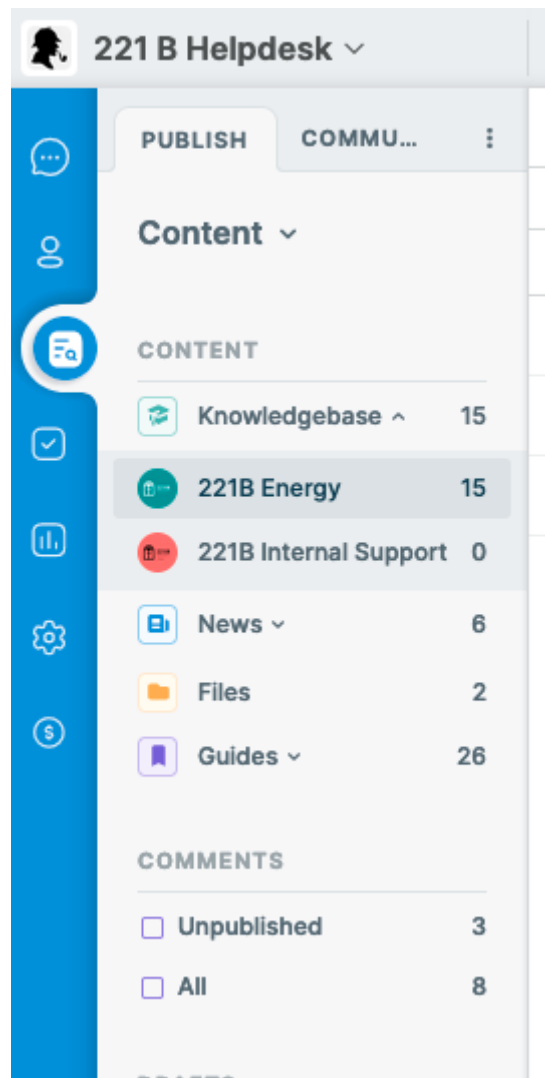 221 B Helpdesk
PUBLISH COMMU...
Content
CONTENT
Knowledgebase 15
221B Energy 15
221B Internal Support 0
News 6
Files 2
Guides 26
COMMENTS
Unpublished 3
All 8